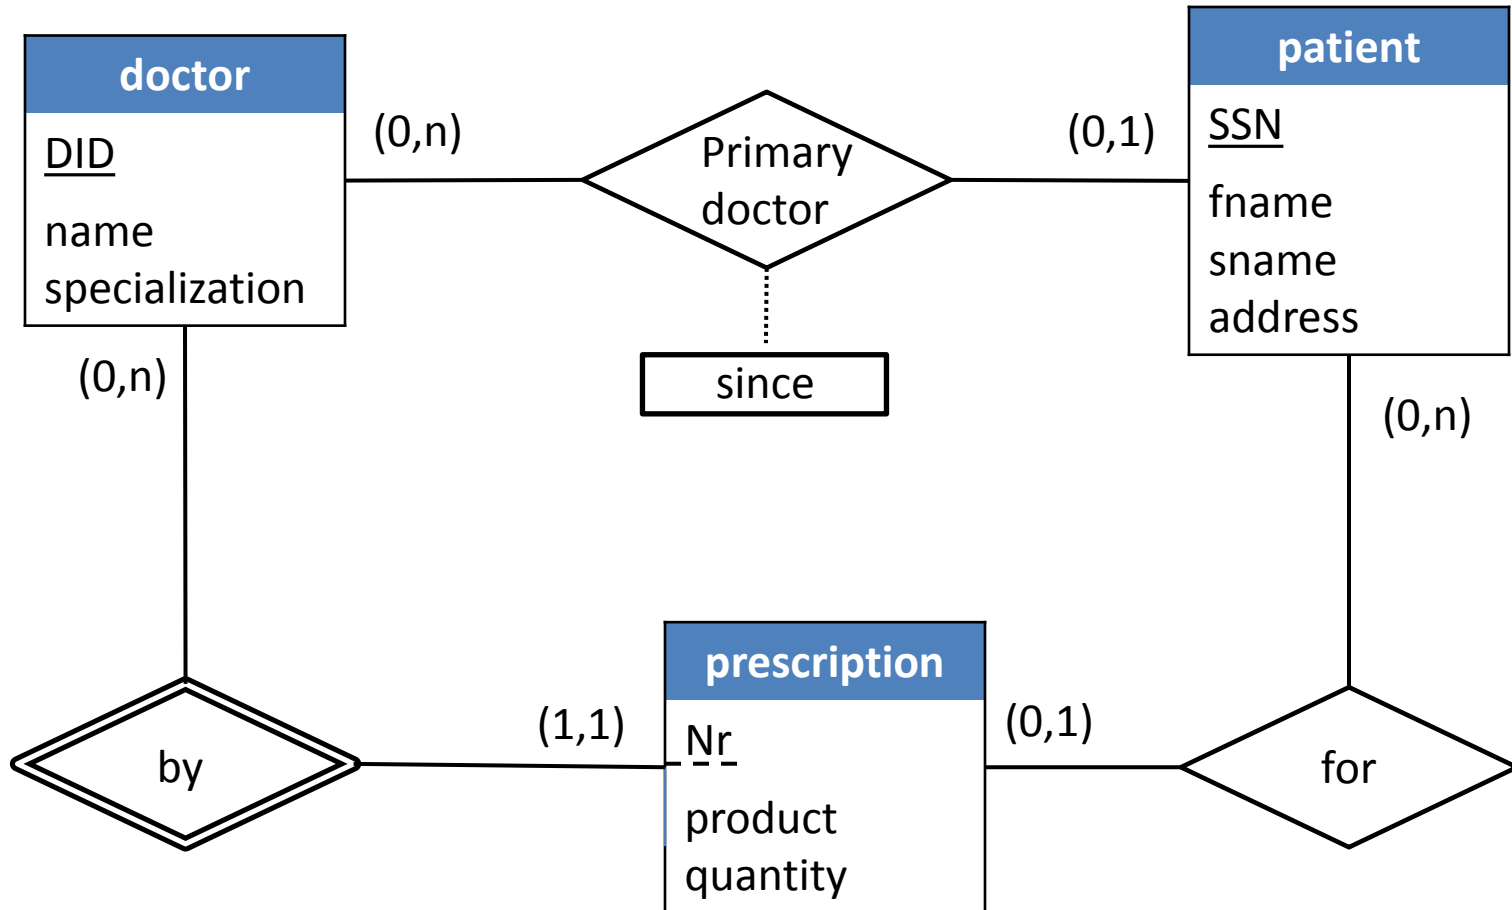 doctor
DID
name
specialization
(0,n)
Primary
doctor
(0,1)
patient
SSN
fname
sname
address
since
(0,n)
(0,n)
by
(1,1)
prescription
Nr
product
quantity
(0,1)
for